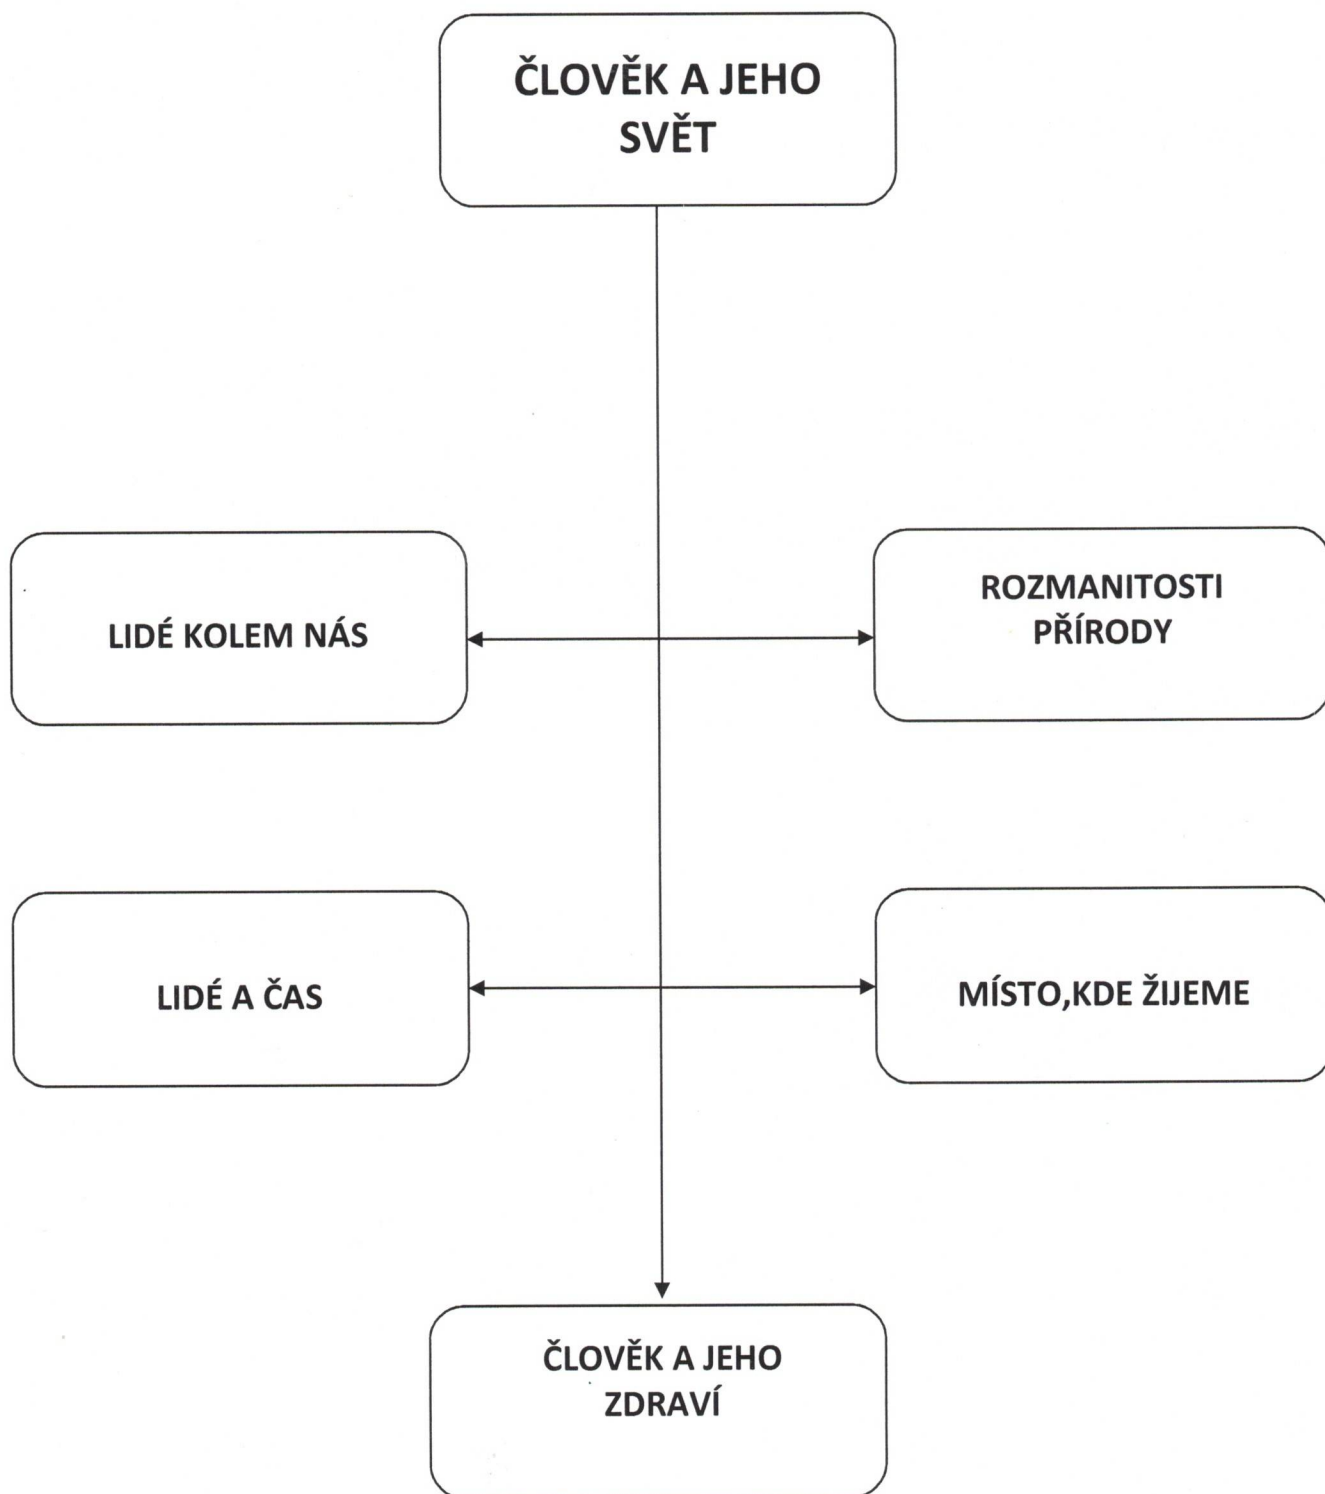 ČLOVĚK A JEHO
SVĚT
LIDÉ KOLEM NÁS
ROZMANITOSTI
PŘÍRODY
LIDÉ A ČAS
MÍSTO,KDE ŽIJEME
ČLOVĚK A JEHO
ZDRAVÍ